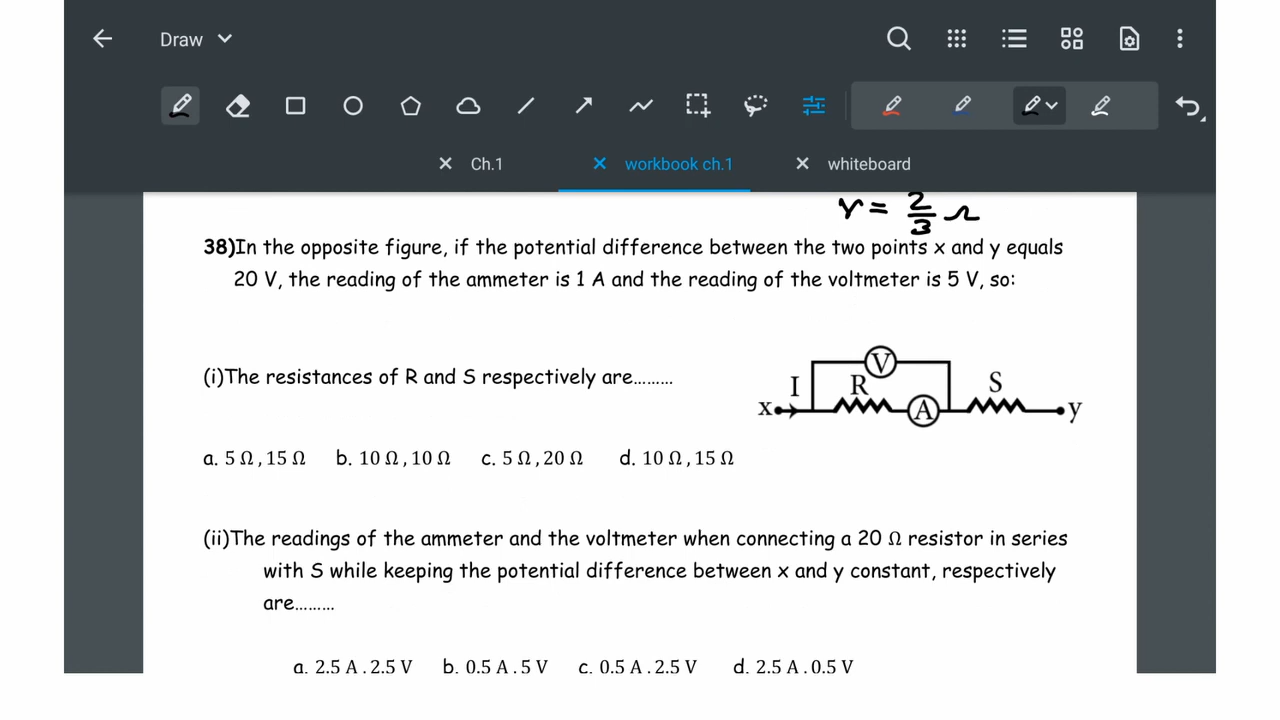 Draw
Ch.1 workbook ch.1 whiteboard
r = 2/3 Ω
38)In the opposite figure, if the potential difference between the two points x and y equals
20 V, the reading of the ammeter is 1 A and the reading of the voltmeter is 5 V, so:
(i)The resistances of R and S respectively are.........
V
I R S
x A y
a. 5 Ω , 15 Ω b. 10 Ω , 10 Ω c. 5 Ω , 20 Ω d. 10 Ω , 15 Ω
(ii)The readings of the ammeter and the voltmeter when connecting a 20 Ω resistor in series
with S while keeping the potential difference between x and y constant, respectively
are.........
a. 2.5 A . 2.5 V b. 0.5 A . 5 V c. 0.5 A . 2.5 V d. 2.5 A . 0.5 V